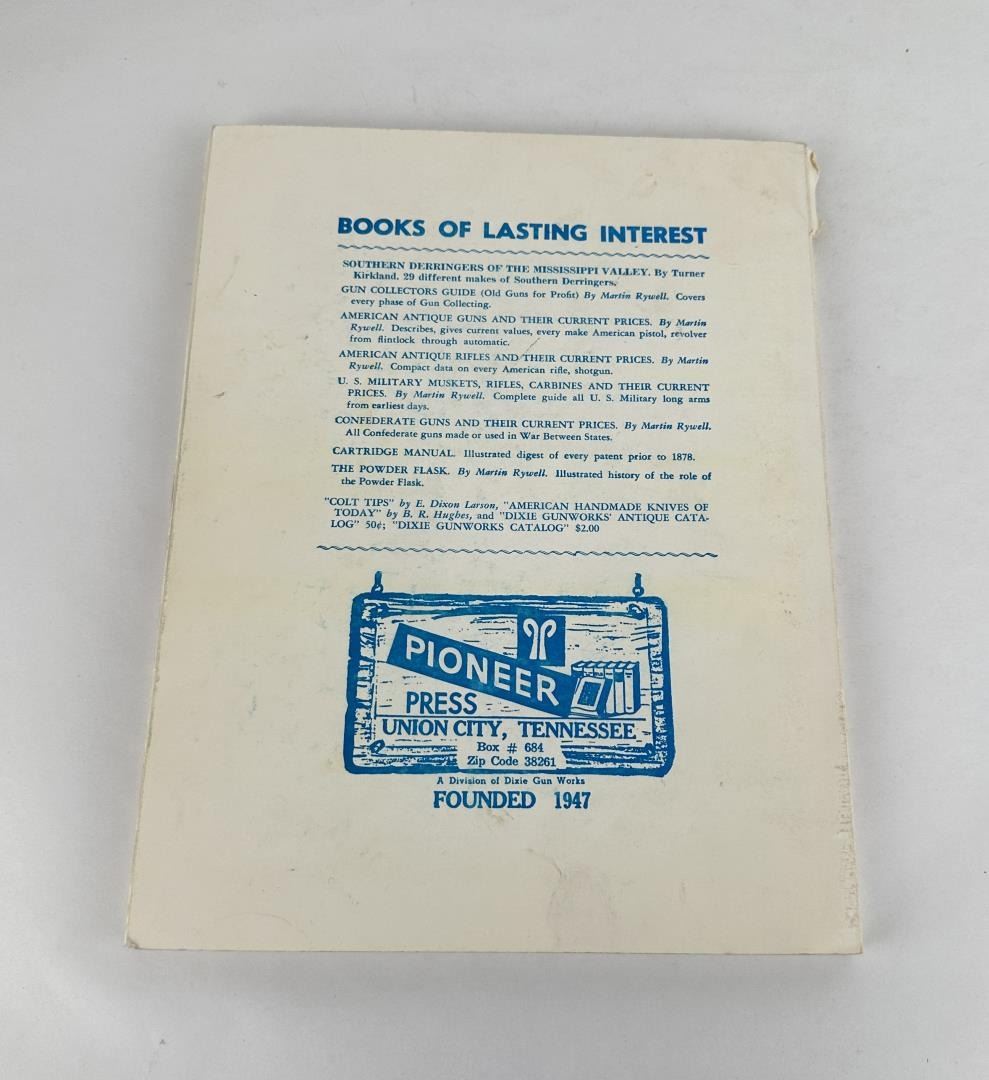 BOOKS OF LASTING INTEREST
SOUTHERN DERRINGERS OF THE MISSISSIPPI VALLEY. By Turner
Kirkland. 29 different makes of Southern Derringers.
GUN COLLECTORS GUIDE (Old Guns for Profit) By Martin Rywell. Covers
every phase of Gun Collecting.
AMERICAN ANTIQUE GUNS AND THEIR CURRENT PRICES. By Martin
Rywell. Describes, gives current values, every make American pistol, revolver
from flintlock through automatic.
AMERICAN ANTIQUE RIFLES AND THEIR CURRENT PRICES. By Martin
Rywell. Compact data on every American rifle, shotgun.
U. S. MILITARY MUSKETS, RIFLES, CARBINES AND THEIR CURRENT
PRICES. By Martin Rywell. Complete guide all U. S. Military long arms
from earliest days.
CONFEDERATE GUNS AND THEIR CURRENT PRICES. By Martin Rywell.
All Confederate guns made or used in War Between States.
CARTRIDGE MANUAL. Illustrated digest of every patent prior to 1878.
THE POWDER FLASK. By Martin Rywell. Illustrated history of the role of
the Powder Flask.
"COLT TIPS" by E. Dixon Larson, "AMERICAN HANDMADE KNIVES OF
TODAY" by B. R. Hughes, and "DIXIE GUNWORKS' ANTIQUE CATA-
LOG" 50¢; "DIXIE GUNWORKS CATALOG" $2.00
PIONEER
PRESS
UNION CITY, TENNESSEE
Box # 684
Zip Code 38261
A Division of Dixie Gun Works
FOUNDED 1947